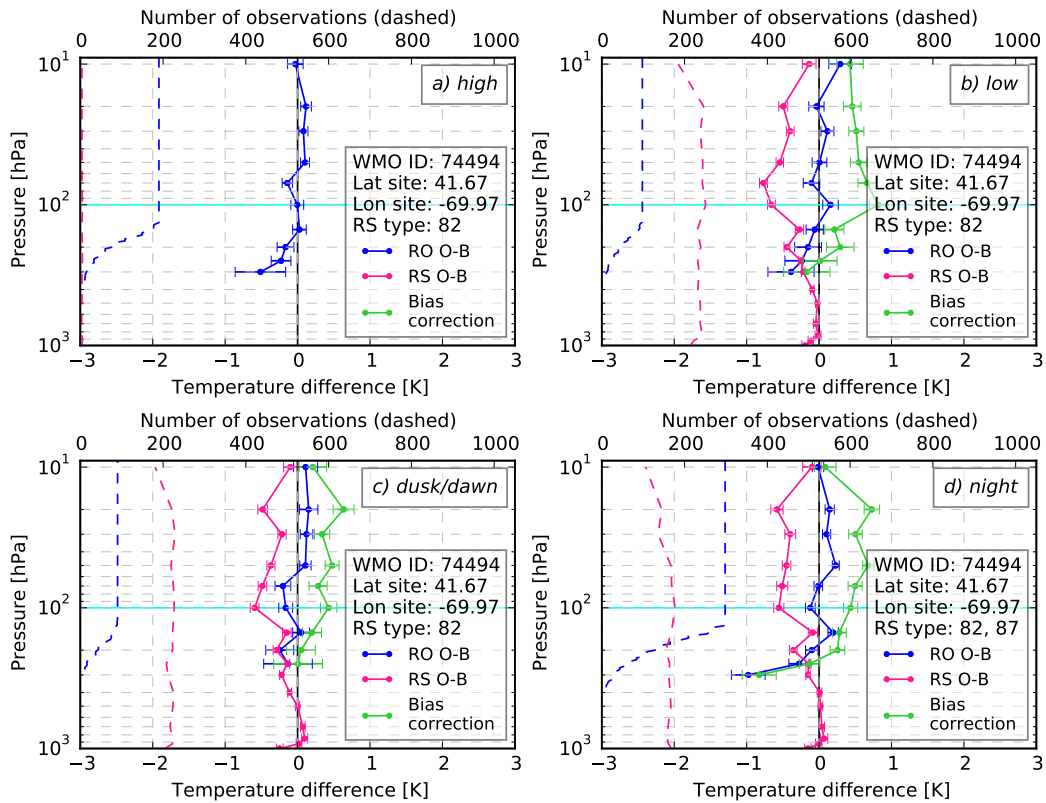 Number of observations (dashed)
0 200 400 600 800 1000
Pressure [hPa]
10^1
10^2
10^3
a) high
WMO ID: 74494
Lat site: 41.67
Lon site: -69.97
RS type: 82
RO O-B
RS O-B
Bias
correction
−3 −2 −1 0 1 2 3
Temperature difference [K]
Number of observations (dashed)
0 200 400 600 800 1000
Pressure [hPa]
10^1
10^2
10^3
b) low
WMO ID: 74494
Lat site: 41.67
Lon site: -69.97
RS type: 82
RO O-B
RS O-B
Bias
correction
−3 −2 −1 0 1 2 3
Temperature difference [K]
Number of observations (dashed)
0 200 400 600 800 1000
Pressure [hPa]
10^1
10^2
10^3
c) dusk/dawn
WMO ID: 74494
Lat site: 41.67
Lon site: -69.97
RS type: 82
RO O-B
RS O-B
Bias
correction
−3 −2 −1 0 1 2 3
Temperature difference [K]
Number of observations (dashed)
0 200 400 600 800 1000
Pressure [hPa]
10^1
10^2
10^3
d) night
WMO ID: 74494
Lat site: 41.67
Lon site: -69.97
RS type: 82, 87
RO O-B
RS O-B
Bias
correction
−3 −2 −1 0 1 2 3
Temperature difference [K]